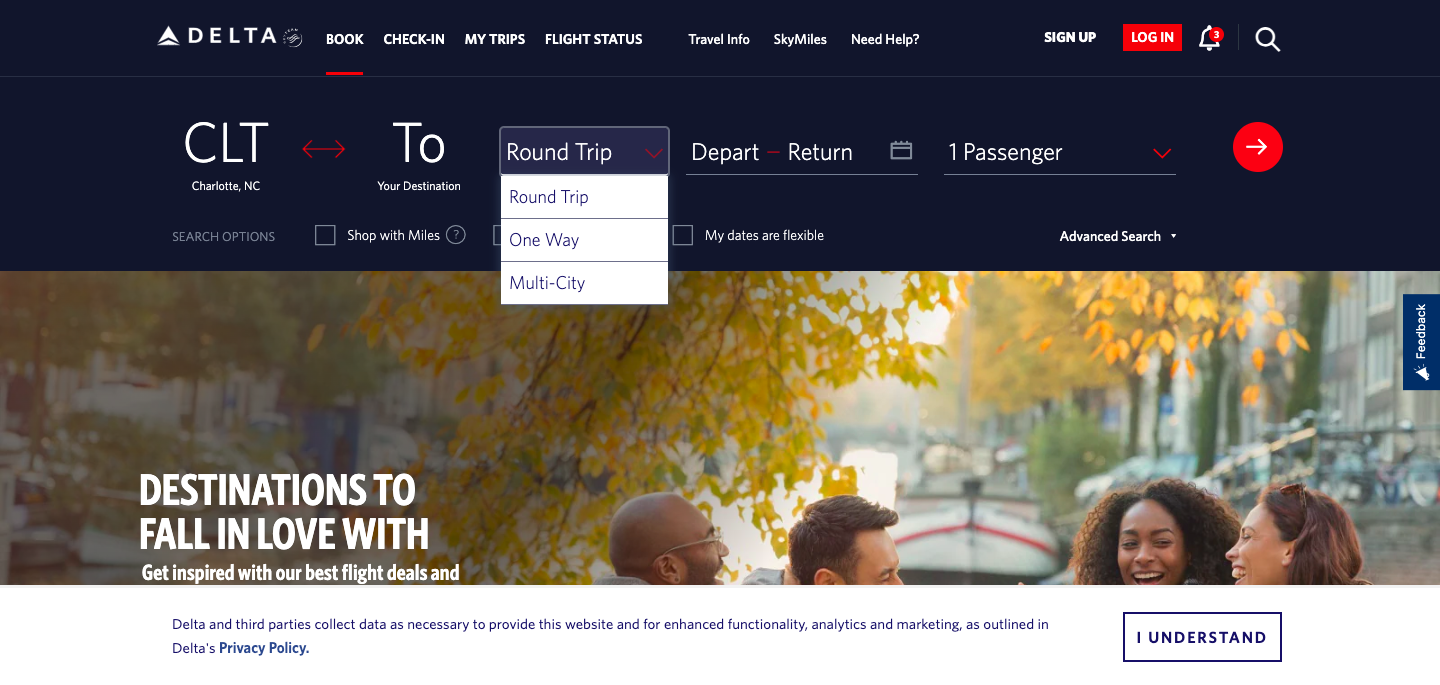 DELTA
BOOK
CHECK-IN
MY TRIPS
FLIGHT STATUS
Travel Info
SkyMiles
Need Help?
SIGN UP
LOG IN
3
CLT
Charlotte, NC
To
Your Destination
Round Trip
Round Trip
One Way
Multi-City
Depart – Return
1 Passenger
SEARCH OPTIONS
Shop with Miles ?
My dates are flexible
Advanced Search
Feedback
DESTINATIONS TO
FALL IN LOVE WITH
Get inspired with our best flight deals and
Delta and third parties collect data as necessary to provide this website and for enhanced functionality, analytics and marketing, as outlined in
Delta's Privacy Policy.
I UNDERSTAND